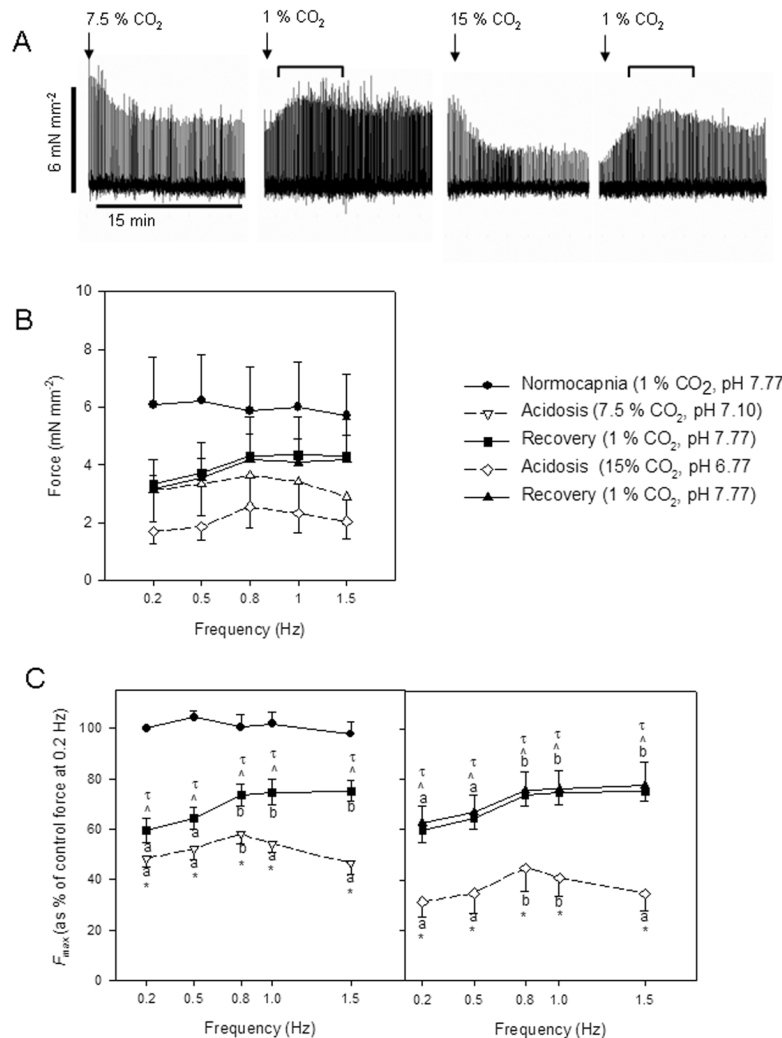 A
7.5 % CO2
1 % CO2
15 % CO2
1 % CO2
6 mN mm-2
15 min
B
10
8
6
4
2
0
Force (mN mm-2)
0.2 0.5 0.8 1 1.5
Frequency (Hz)
Normocapnia (1 % CO2, pH 7.77
Acidosis (7.5 % CO2, pH 7.10)
Recovery (1 % CO2, pH 7.77)
Acidosis (15% CO2, pH 6.77
Recovery (1 % CO2, pH 7.77)
C
100
80
60
40
20
0
Fmax (as % of control force at 0.2 Hz)
τ τ τ τ τ
^ ^ ^ ^ ^
a a b b b
a a b a a
* * * * *
0.2 0.5 0.8 1.0 1.5
Frequency (Hz)
τ τ τ τ τ
^ ^ ^ ^ ^
a a b b b
a a b b a
* * * * *
0.2 0.5 0.8 1.0 1.5
Frequency (Hz)